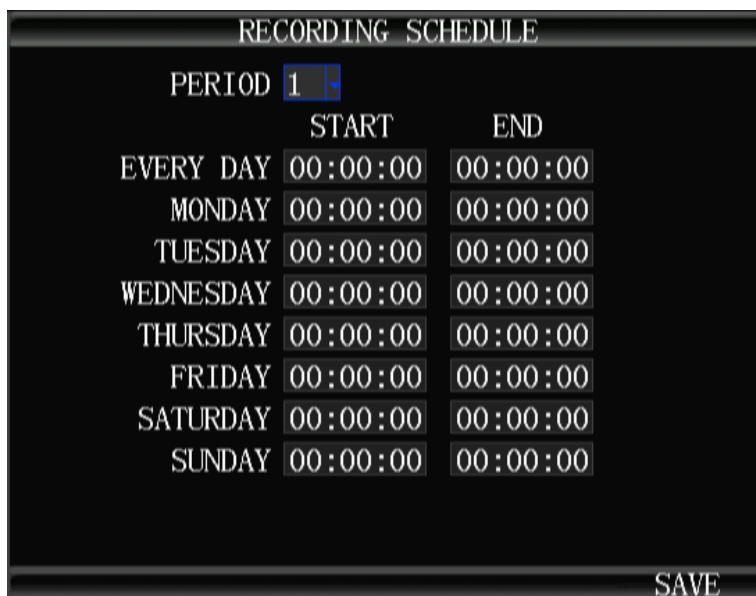 RECORDING SCHEDULE
PERIOD 1
START END
EVERY DAY 00:00:00 00:00:00
MONDAY 00:00:00 00:00:00
TUESDAY 00:00:00 00:00:00
WEDNESDAY 00:00:00 00:00:00
THURSDAY 00:00:00 00:00:00
FRIDAY 00:00:00 00:00:00
SATURDAY 00:00:00 00:00:00
SUNDAY 00:00:00 00:00:00
SAVE